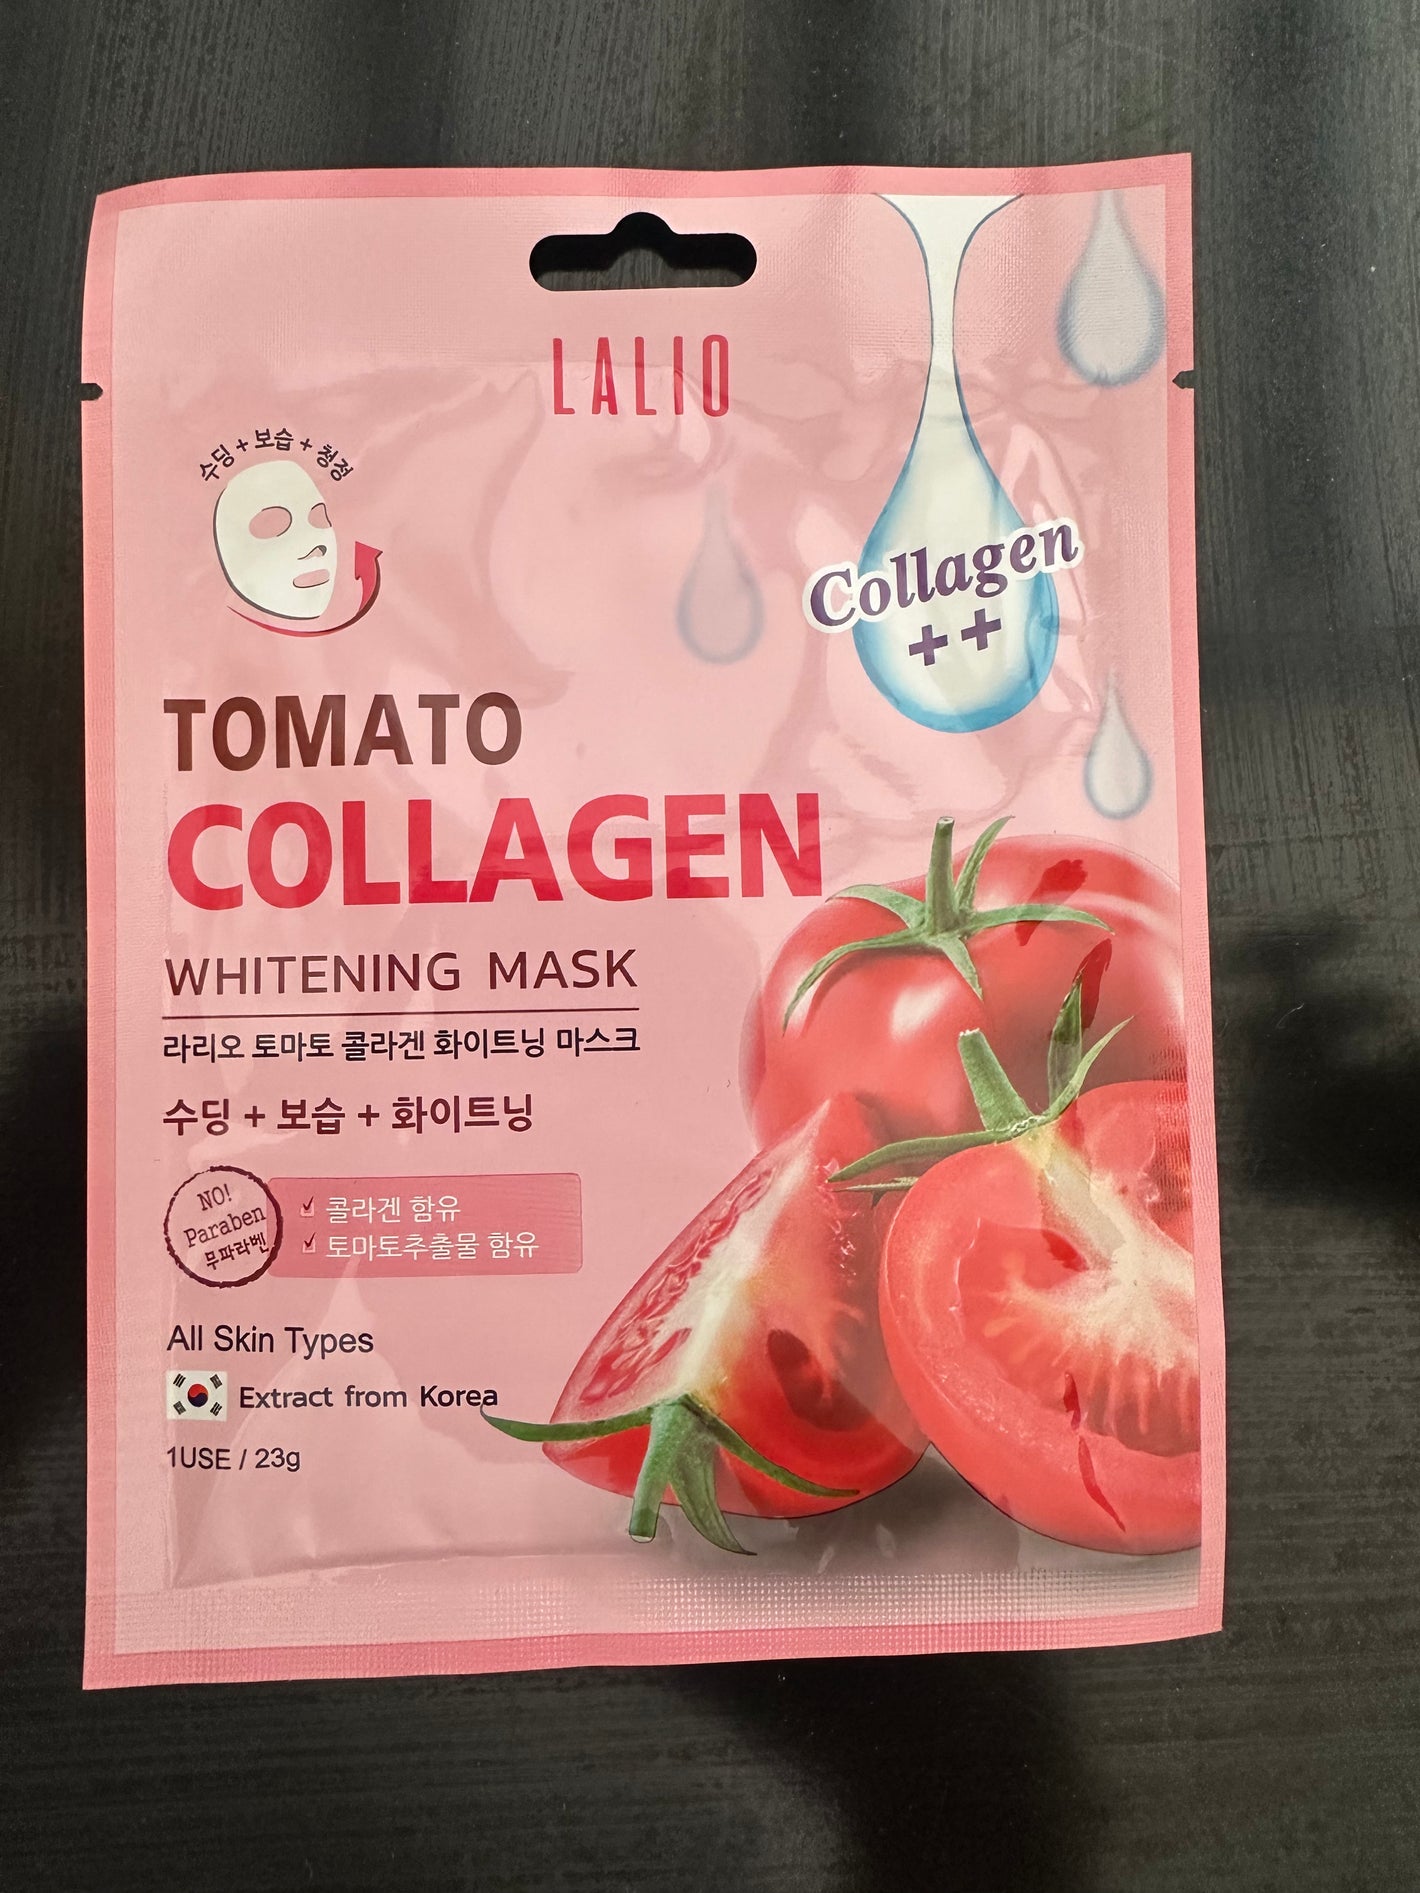 LALIO
수딩 + 보습 + 청정
Collagen
++
TOMATO
COLLAGEN
WHITENING MASK
라리오 토마토 콜라겐 화이트닝 마스크
수딩 + 보습 + 화이트닝
NO!
Paraben
무파라벤
콜라겐 함유
토마토추출물 함유
All Skin Types
Extract from Korea
1USE / 23g